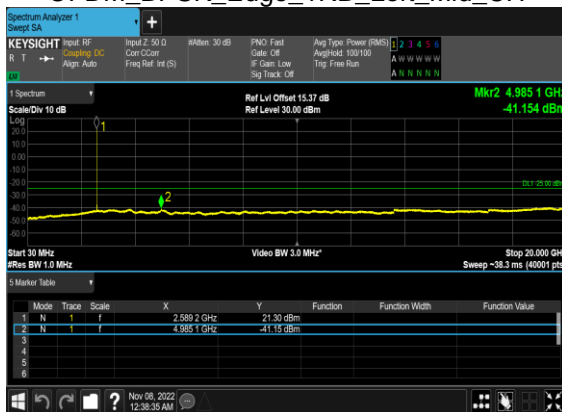 Spectrum Analyzer 1
Swept SA
KEYSIGHT Input: RF Input Z: 50 Ω #Atten: 30 dB PNO: Fast Avg Type: Power (RMS) 1 2 3 4 5 6
R T Coupling: DC Corr CCorr Gate: Off Avg|Hold: 100/100 A W W W W W
Align: Auto Freq Ref: Int (S) IF Gain: Low Trig: Free Run
LXI Sig Track: Off A N N N N N
1 Spectrum Ref Lvl Offset 15.37 dB Mkr2 4.985 1 GHz
Scale/Div 10 dB Ref Level 30.00 dBm -41.154 dBm
Log
20.0
10.0
0.00
-10.0
-20.0
-30.0
-40.0
-50.0
-60.0
1
2
Start 30 MHz Video BW 3.0 MHz* Stop 20.000 GH
#Res BW 1.0 MHz Sweep ~38.3 ms (40001 pts
5 Marker Table
Mode Trace Scale X Y Function Function Width Function Value
1 N 1 f 2.589 2 GHz 21.30 dBm
2 N 1 f 4.985 1 GHz -41.15 dBm
3
4
5
6
? Nov 08, 2022
12:38:35 AM